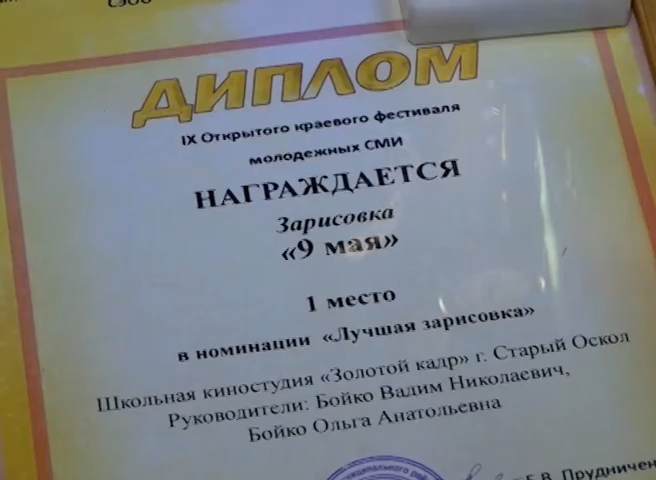 ДИПЛОМ
IX Открытого краевого фестиваля
молодежных СМИ
НАГРАЖДАЕТСЯ
Зарисовка
«9 мая»
1 место
в номинации «Лучшая зарисовка»
Школьная киностудия «Золотой кадр» г. Старый Оскол
Руководители: Бойко Вадим Николаевич,
Бойко Ольга Анатольевна